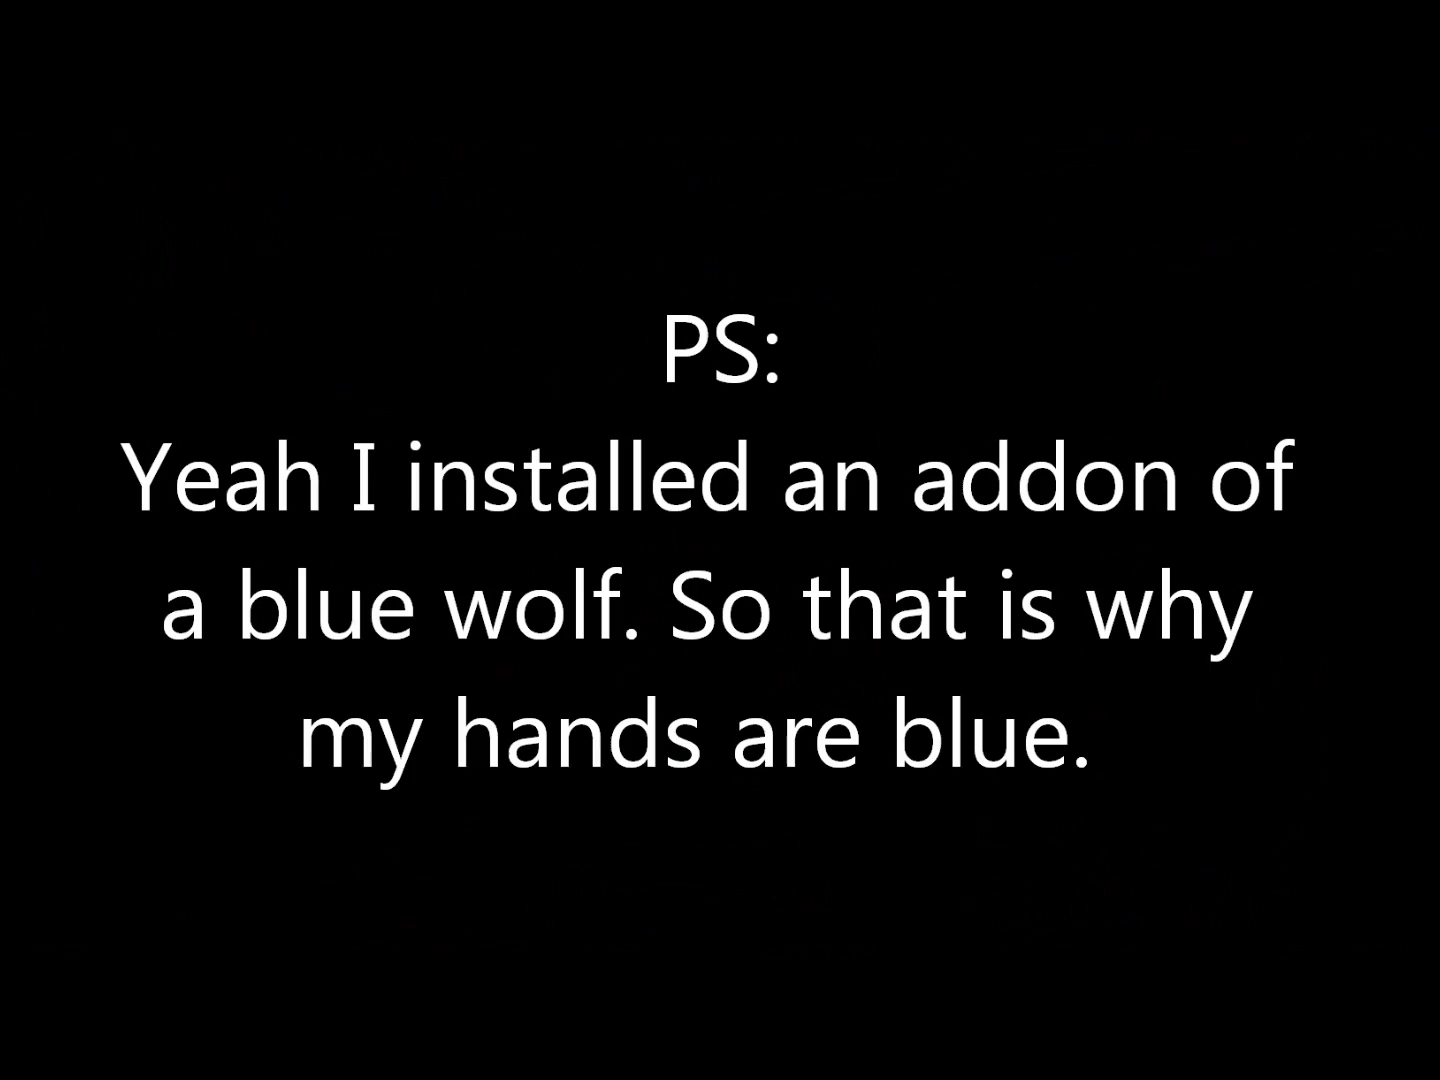 PS:
Yeah I installed an addon of
a blue wolf. So that is why
my hands are blue.